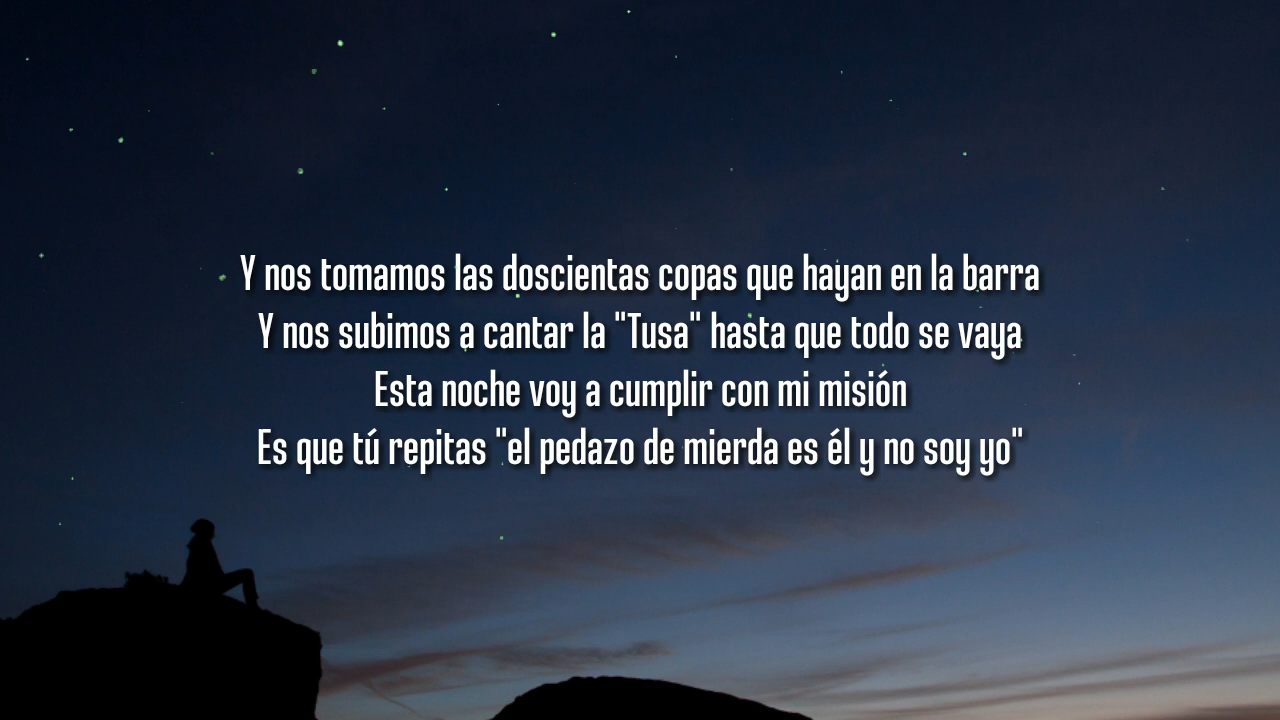 Y nos tomamos las doscientas copas que hayan en la barra
Y nos subimos a cantar la "Tusa" hasta que todo se vaya
Esta noche voy a cumplir con mi misión
Es que tú repitas "el pedazo de mierda es él y no soy yo"